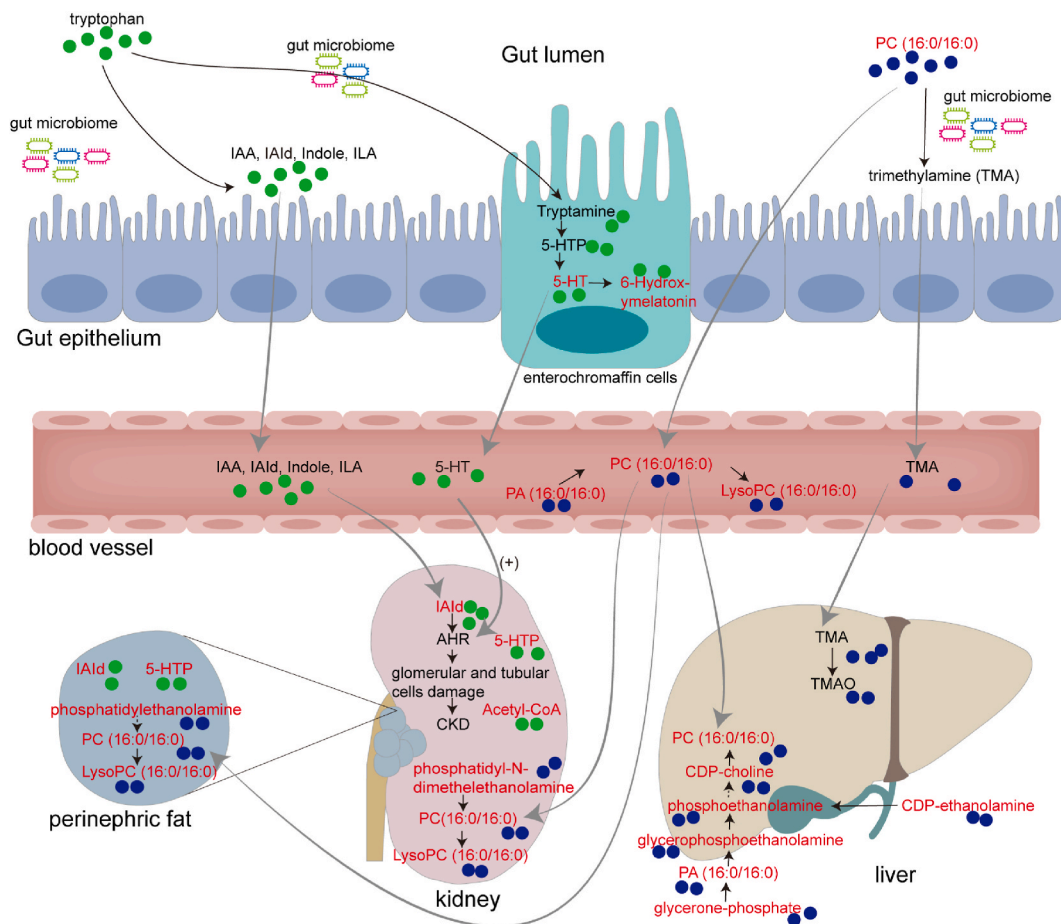 tryptophan
gut microbiome
Gut lumen
PC (16:0/16:0)
gut microbiome
gut microbiome
IAA, IAld, Indole, ILA
trimethylamine (TMA)
Tryptamine
5-HTP
5-HT
6-Hydrox-
ymelatonin
Gut epithelium
enterochromaffin cells
IAA, IAld, Indole, ILA
5-HT
PC (16:0/16:0)
TMA
PA (16:0/16:0)
LysoPC (16:0/16:0)
blood vessel
(+)
IAld
AHR
5-HTP
glomerular and tubular
cells damage
CKD
Acetyl-CoA
phosphatidyl-N-
dimethelethanolamine
PC(16:0/16:0)
LysoPC (16:0/16:0)
kidney
IAld
5-HTP
phosphatidylethanolamine
PC (16:0/16:0)
LysoPC (16:0/16:0)
perinephric fat
TMA
TMAO
PC (16:0/16:0)
CDP-choline
phosphoethanolamine
CDP-ethanolamine
glycerophosphoethanolamine
PA (16:0/16:0)
glycerone-phosphate
liver